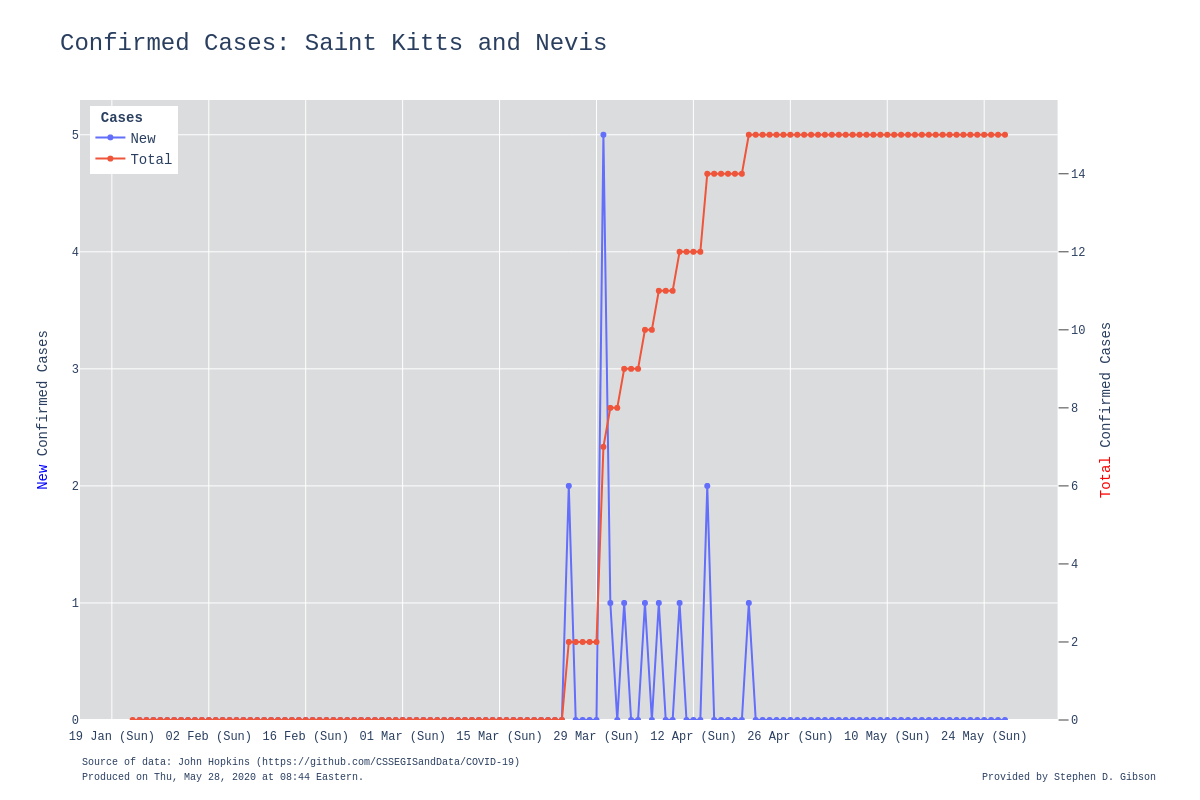 Confirmed Cases: Saint Kitts and Nevis
Cases
New
Total
5
4
3
2
1
0
New Confirmed Cases
14
12
10
8
6
4
2
0
Total Confirmed Cases
19 Jan (Sun) 02 Feb (Sun) 16 Feb (Sun) 01 Mar (Sun) 15 Mar (Sun) 29 Mar (Sun) 12 Apr (Sun) 26 Apr (Sun) 10 May (Sun) 24 May (Sun)
Source of data: John Hopkins (https://github.com/CSSEGISandData/COVID-19)
Produced on Thu, May 28, 2020 at 08:44 Eastern.
Provided by Stephen D. Gibson